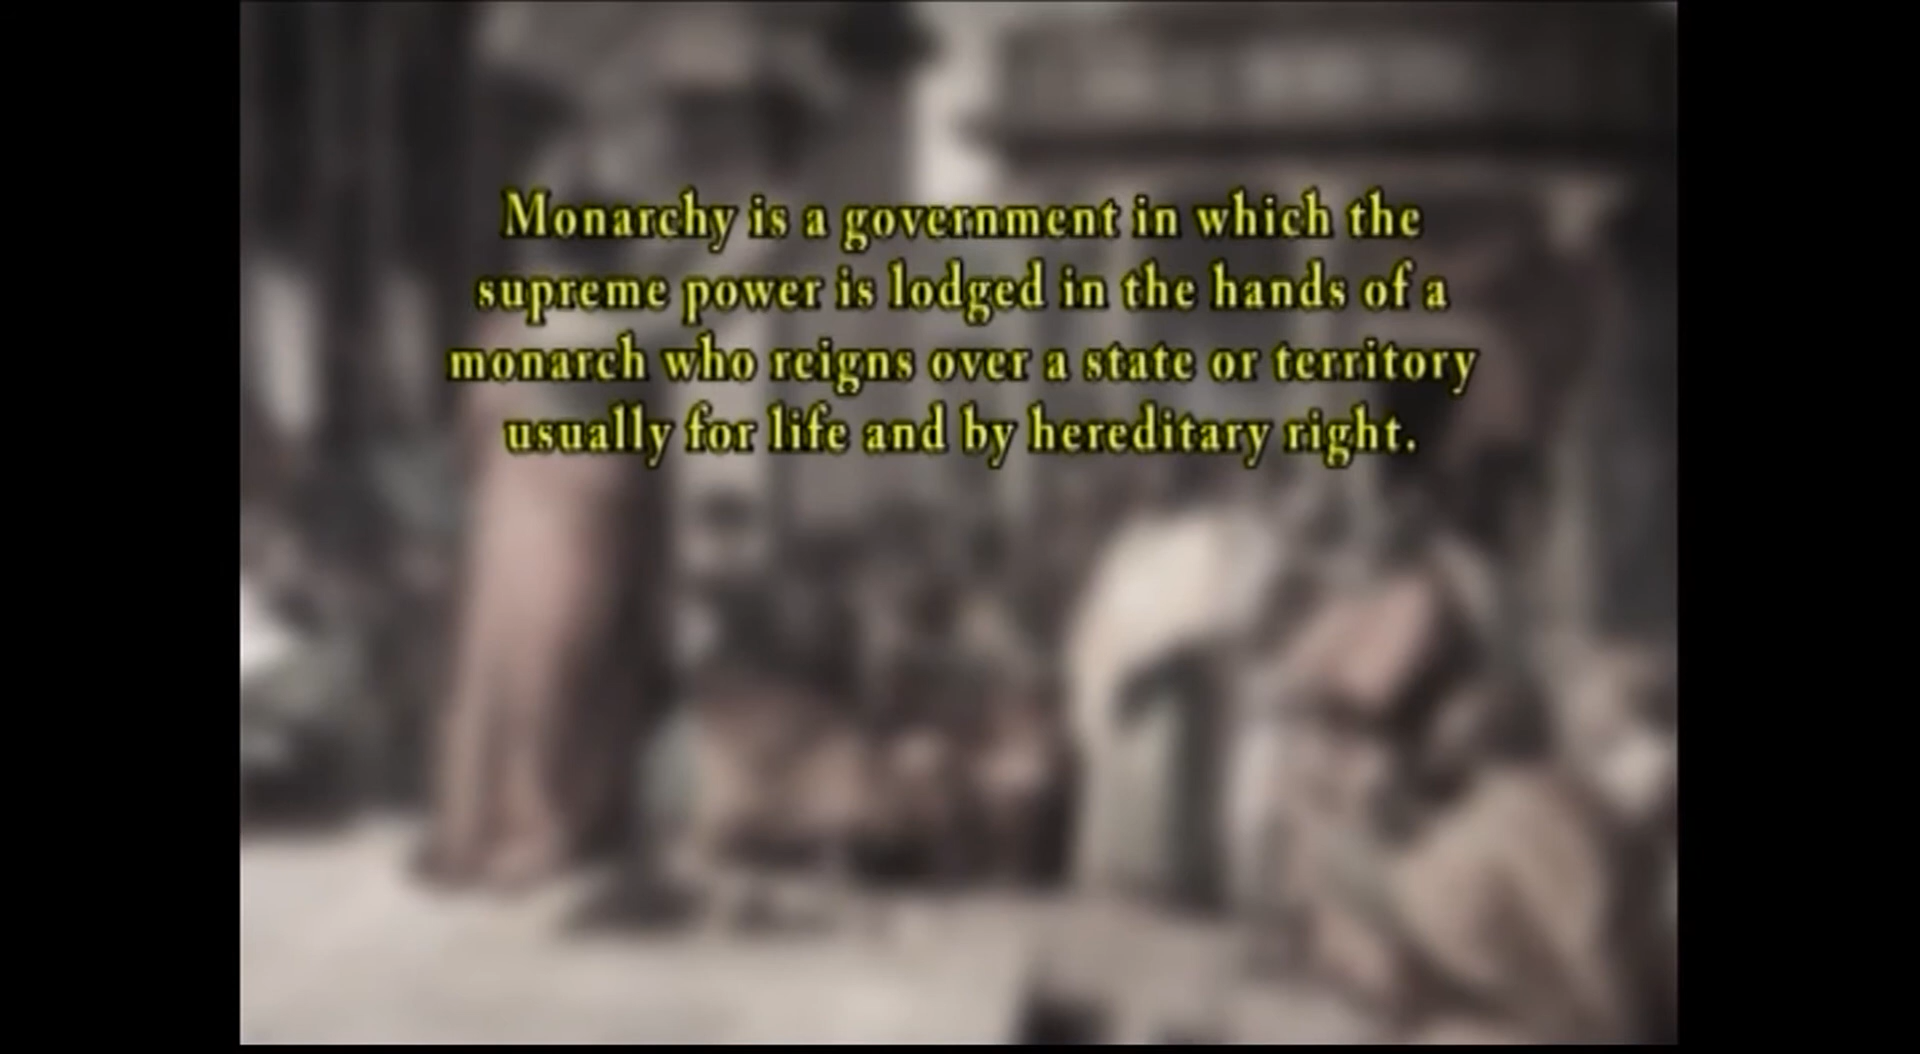 Monarchy is a government in which the
supreme power is lodged in the hands of a
monarch who reigns over a state or territory
usually for life and by hereditary right.